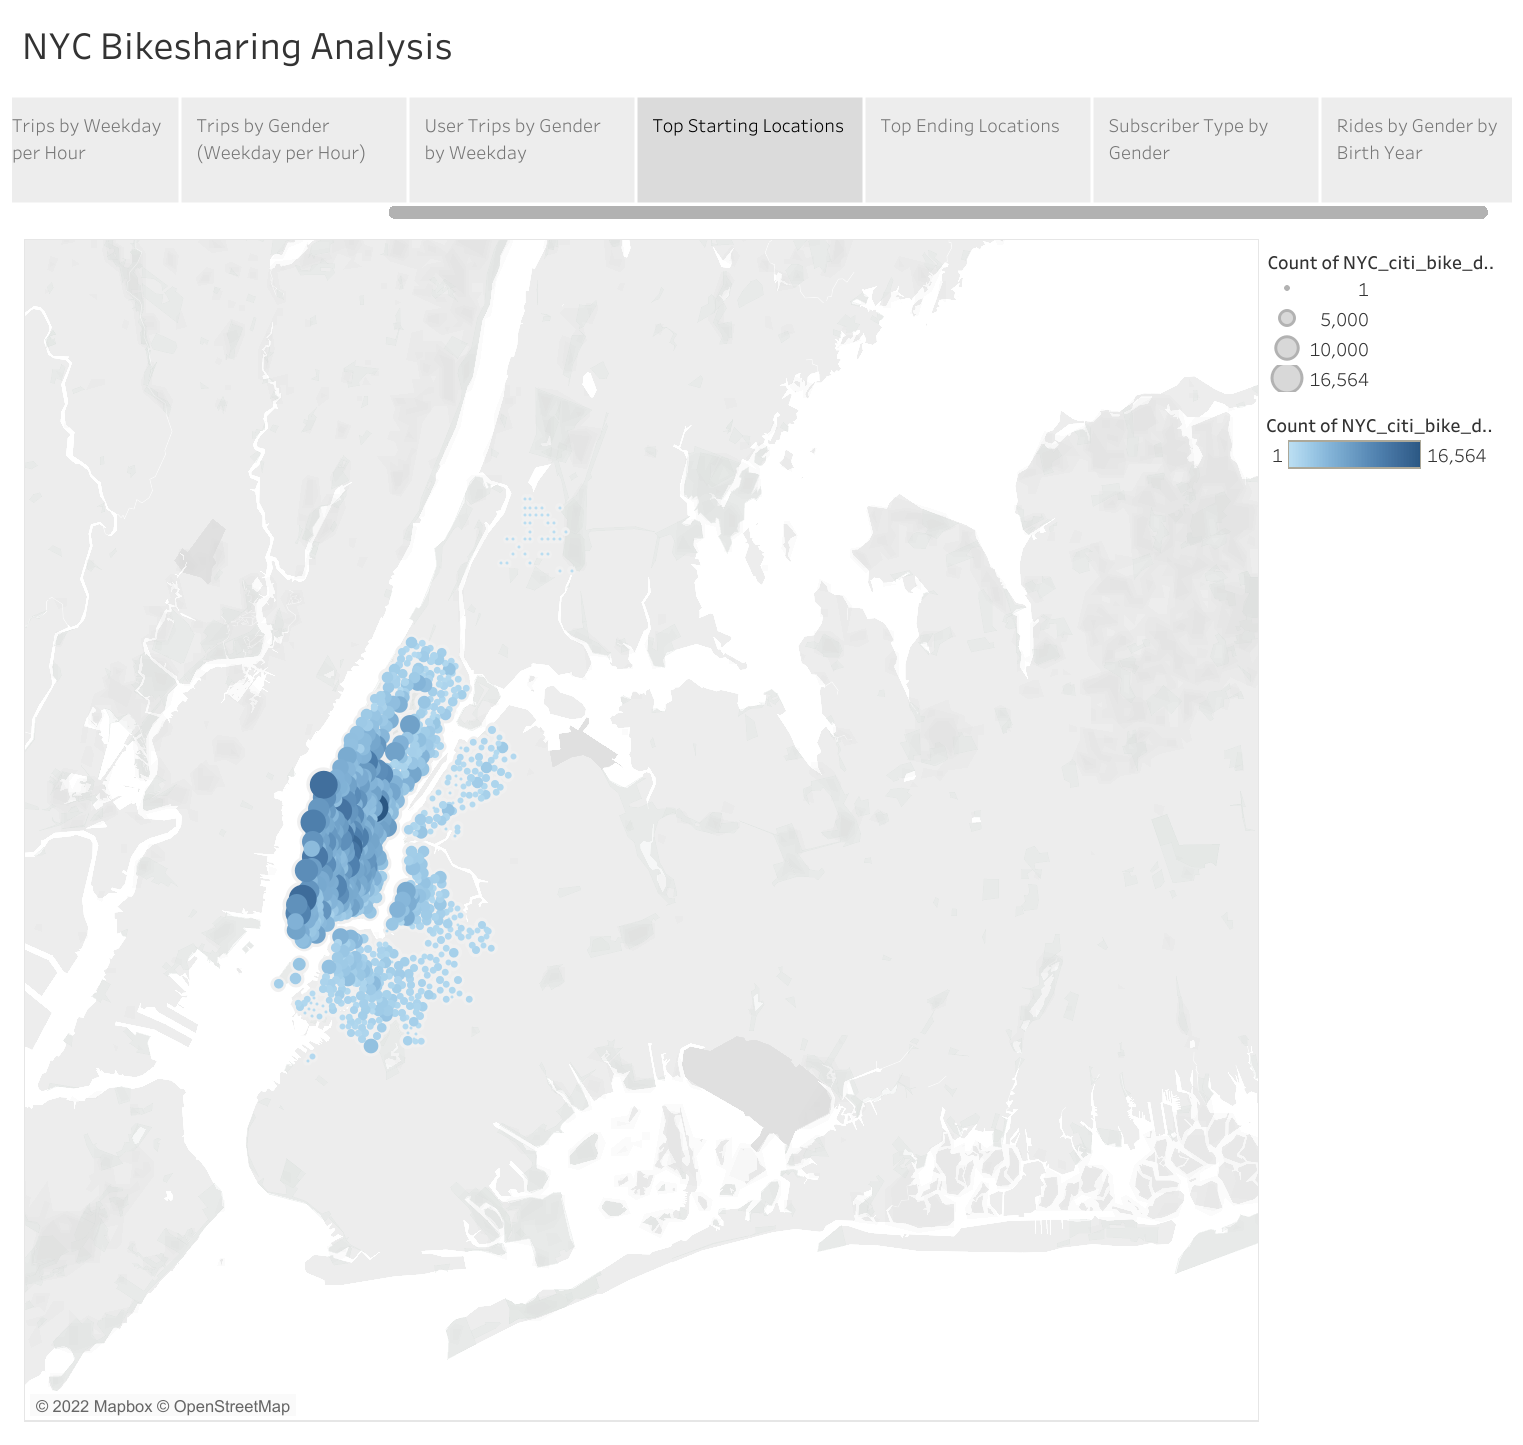 NYC Bikesharing Analysis
Trips by Weekday
per Hour
Trips by Gender
(Weekday per Hour)
User Trips by Gender
by Weekday
Top Starting Locations
Top Ending Locations
Subscriber Type by
Gender
Rides by Gender by
Birth Year
Count of NYC_citi_bike_d..
1
5,000
10,000
16,564
Count of NYC_citi_bike_d..
1 16,564
© 2022 Mapbox © OpenStreetMap